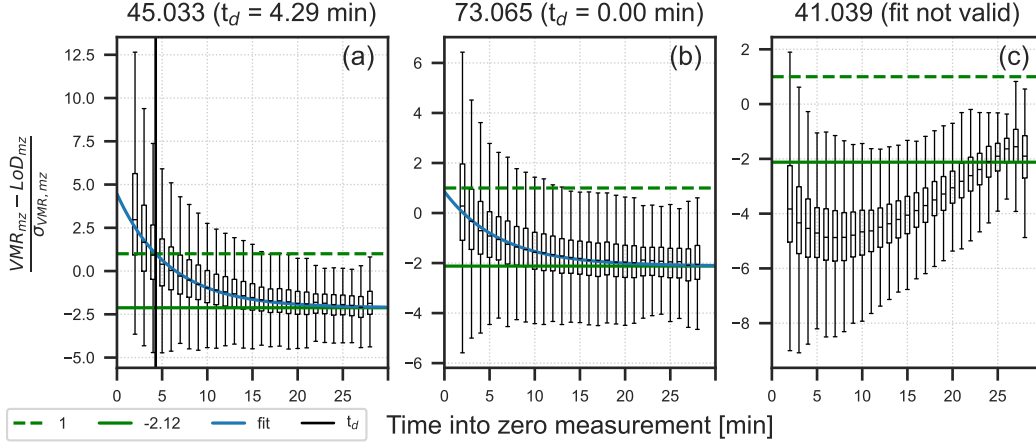 45.033 (t_d = 4.29 min)
73.065 (t_d = 0.00 min)
41.039 (fit not valid)
(a)
(b)
(c)
VMR_mz − LoD_mz
σ_VMR, mz
12.5
10.0
7.5
5.0
2.5
0.0
−2.5
−5.0
6
4
2
0
−2
−4
−6
2
0
−2
−4
−6
−8
0 5 10 15 20 25
0 5 10 15 20 25
0 5 10 15 20 25
1 -2.12 fit t_d
Time into zero measurement [min]